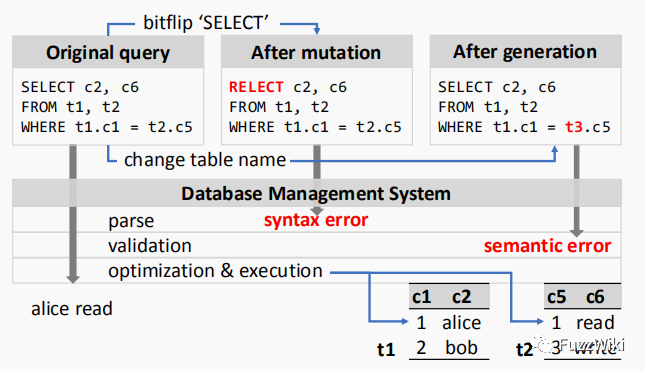 bitflip ‘SELECT’
Original query
SELECT c2, c6
FROM t1, t2
WHERE t1.c1 = t2.c5
After mutation
RELECT c2, c6
FROM t1, t2
WHERE t1.c1 = t2.c5
After generation
SELECT c2, c6
FROM t1, t2
WHERE t1.c1 = t3.c5
change table name
Database Management System
parse syntax error
validation semantic error
optimization & execution
alice read
c1 c2
1 alice
t1 2 bob
c5 c6
1 read
t2 3 write
FuzzWiki